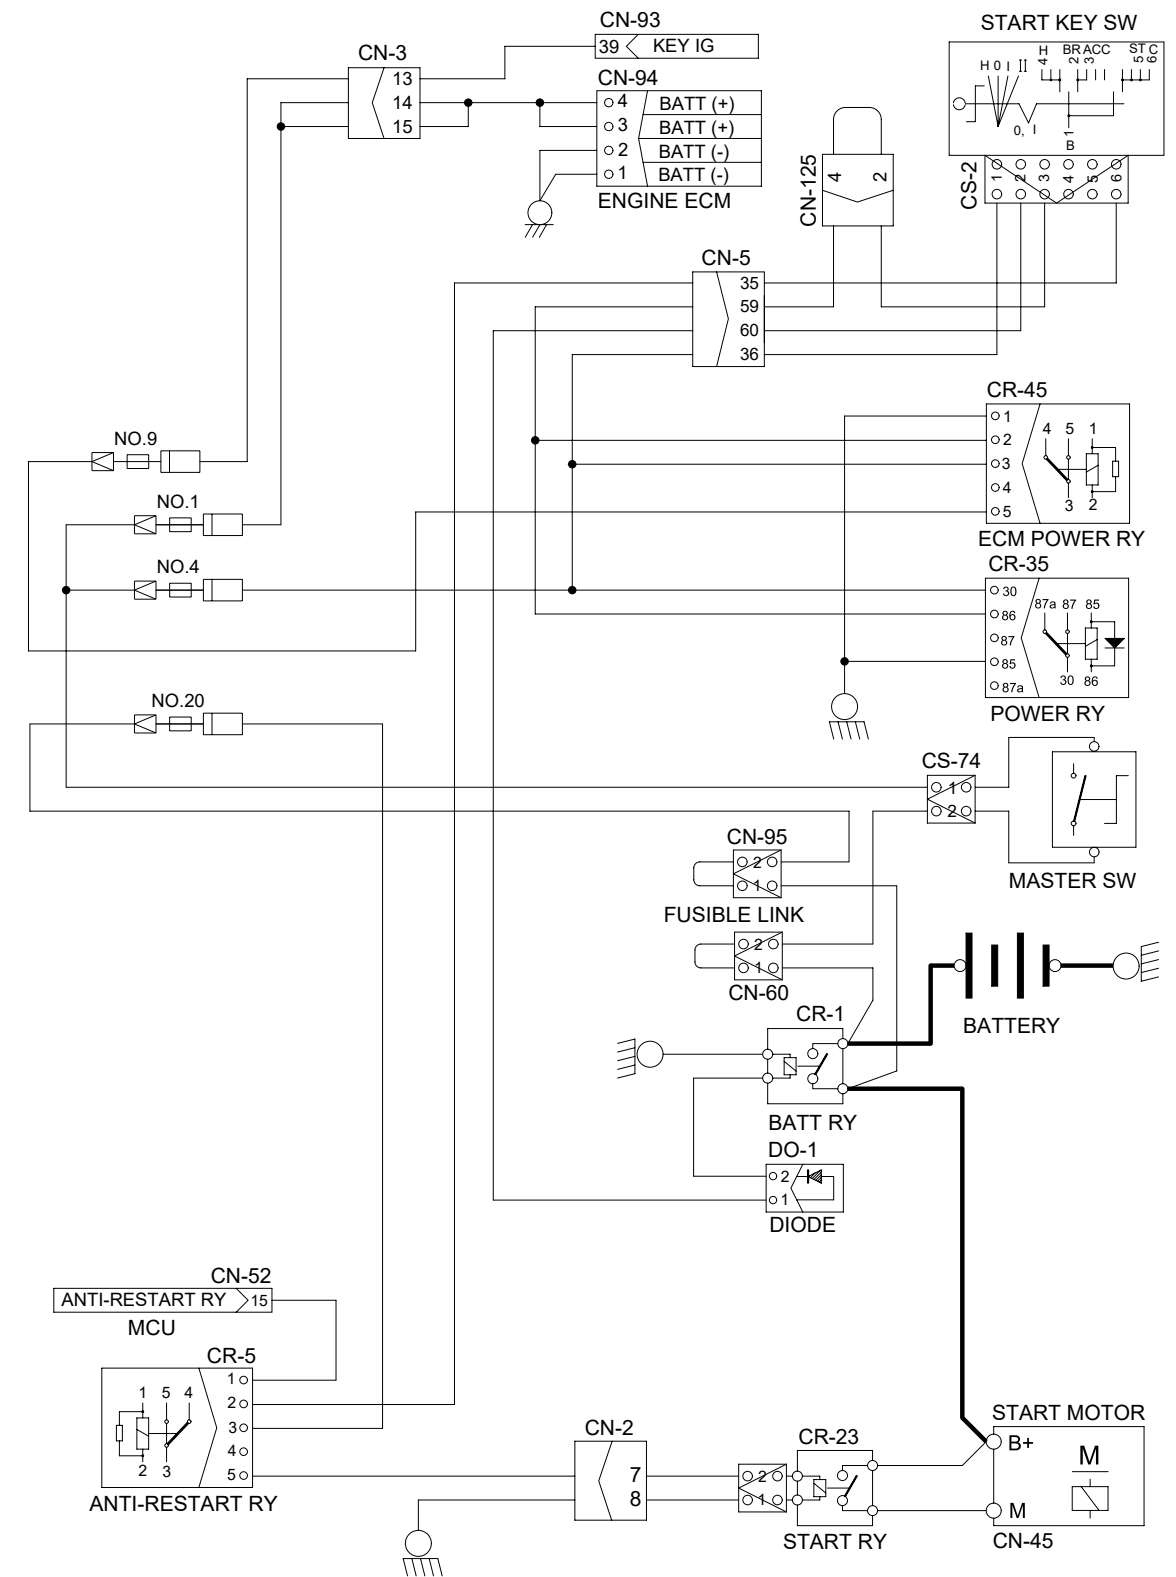 CN-93
START KEY SW
39 KEY IG
CN-3
13
14
15
CN-94
4 BATT (+)
3 BATT (+)
2 BATT (-)
1 BATT (-)
ENGINE ECM
H 0 I II
H BR ACC ST C
4 2 3 5 6
0, I
1
B
CN-125
4 2
CS-2
1 2 3 4 5 6
CN-5
35
59
60
36
CR-45
1
2
3
4
5
4 5 1
3 2
ECM POWER RY
NO.9
NO.1
NO.4
CR-35
30
86
87
85
87a
87a 87 85
30 86
POWER RY
NO.20
CS-74
1
2
MASTER SW
CN-95
2
1
FUSIBLE LINK
2
1
CN-60
BATTERY
CR-1
BATT RY
DO-1
2
1
DIODE
CN-52
ANTI-RESTART RY 15
MCU
CR-5
1
2
3
4
5
1 5 4
2 3
ANTI-RESTART RY
CN-2
7
8
CR-23
2
1
START RY
START MOTOR
B+
M
M
CN-45